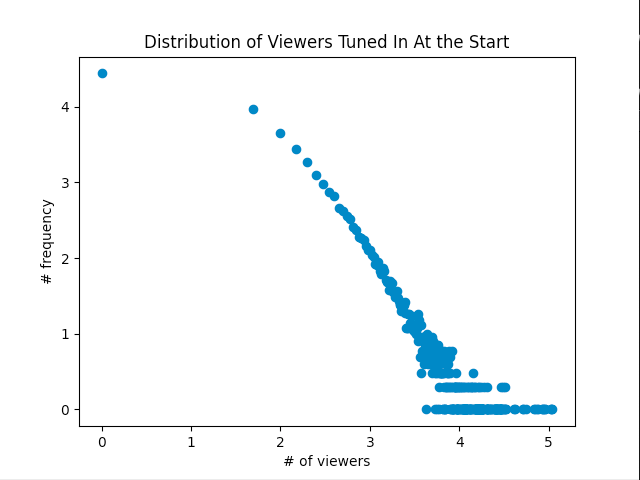 Distribution of Viewers Tuned In At the Start
# frequency
4
3
2
1
0
0 1 2 3 4 5
# of viewers